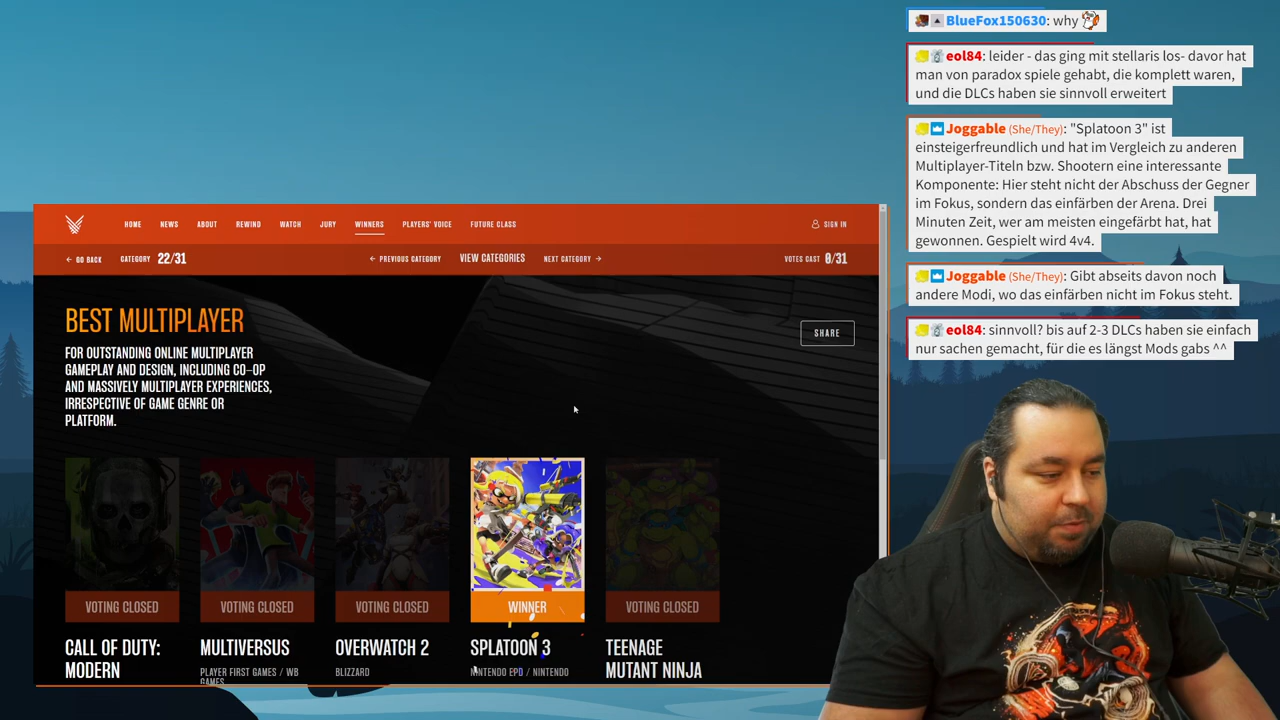 HOME NEWS ABOUT REWIND WATCH JURY WINNERS PLAYERS' VOICE FUTURE CLASS SIGN IN
← GO BACK CATEGORY 22/31 ← PREVIOUS CATEGORY VIEW CATEGORIES NEXT CATEGORY → VOTES CAST 0/31
BEST MULTIPLAYER
SHARE
FOR OUTSTANDING ONLINE MULTIPLAYER
GAMEPLAY AND DESIGN, INCLUDING CO-OP
AND MASSIVELY MULTIPLAYER EXPERIENCES,
IRRESPECTIVE OF GAME GENRE OR
PLATFORM.
VOTING CLOSED VOTING CLOSED VOTING CLOSED WINNER VOTING CLOSED
CALL OF DUTY:
MODERN
MULTIVERSUS
PLAYER FIRST GAMES / WB
GAMES
OVERWATCH 2
BLIZZARD
SPLATOON 3
NINTENDO EPD / NINTENDO
TEENAGE
MUTANT NINJA
BlueFox150630: why
eol84: leider - das ging mit stellaris los- davor hat
man von paradox spiele gehabt, die komplett waren,
und die DLCs haben sie sinnvoll erweitert
Joggable (She/They): "Splatoon 3" ist
einsteigerfreundlich und hat im Vergleich zu anderen
Multiplayer-Titeln bzw. Shootern eine interessante
Komponente: Hier steht nicht der Abschuss der Gegner
im Fokus, sondern das einfärben der Arena. Drei
Minuten Zeit, wer am meisten eingefärbt hat, hat
gewonnen. Gespielt wird 4v4.
Joggable (She/They): Gibt abseits davon noch
andere Modi, wo das einfärben nicht im Fokus steht.
eol84: sinnvoll? bis auf 2-3 DLCs haben sie einfach
nur sachen gemacht, für die es längst Mods gabs ^^